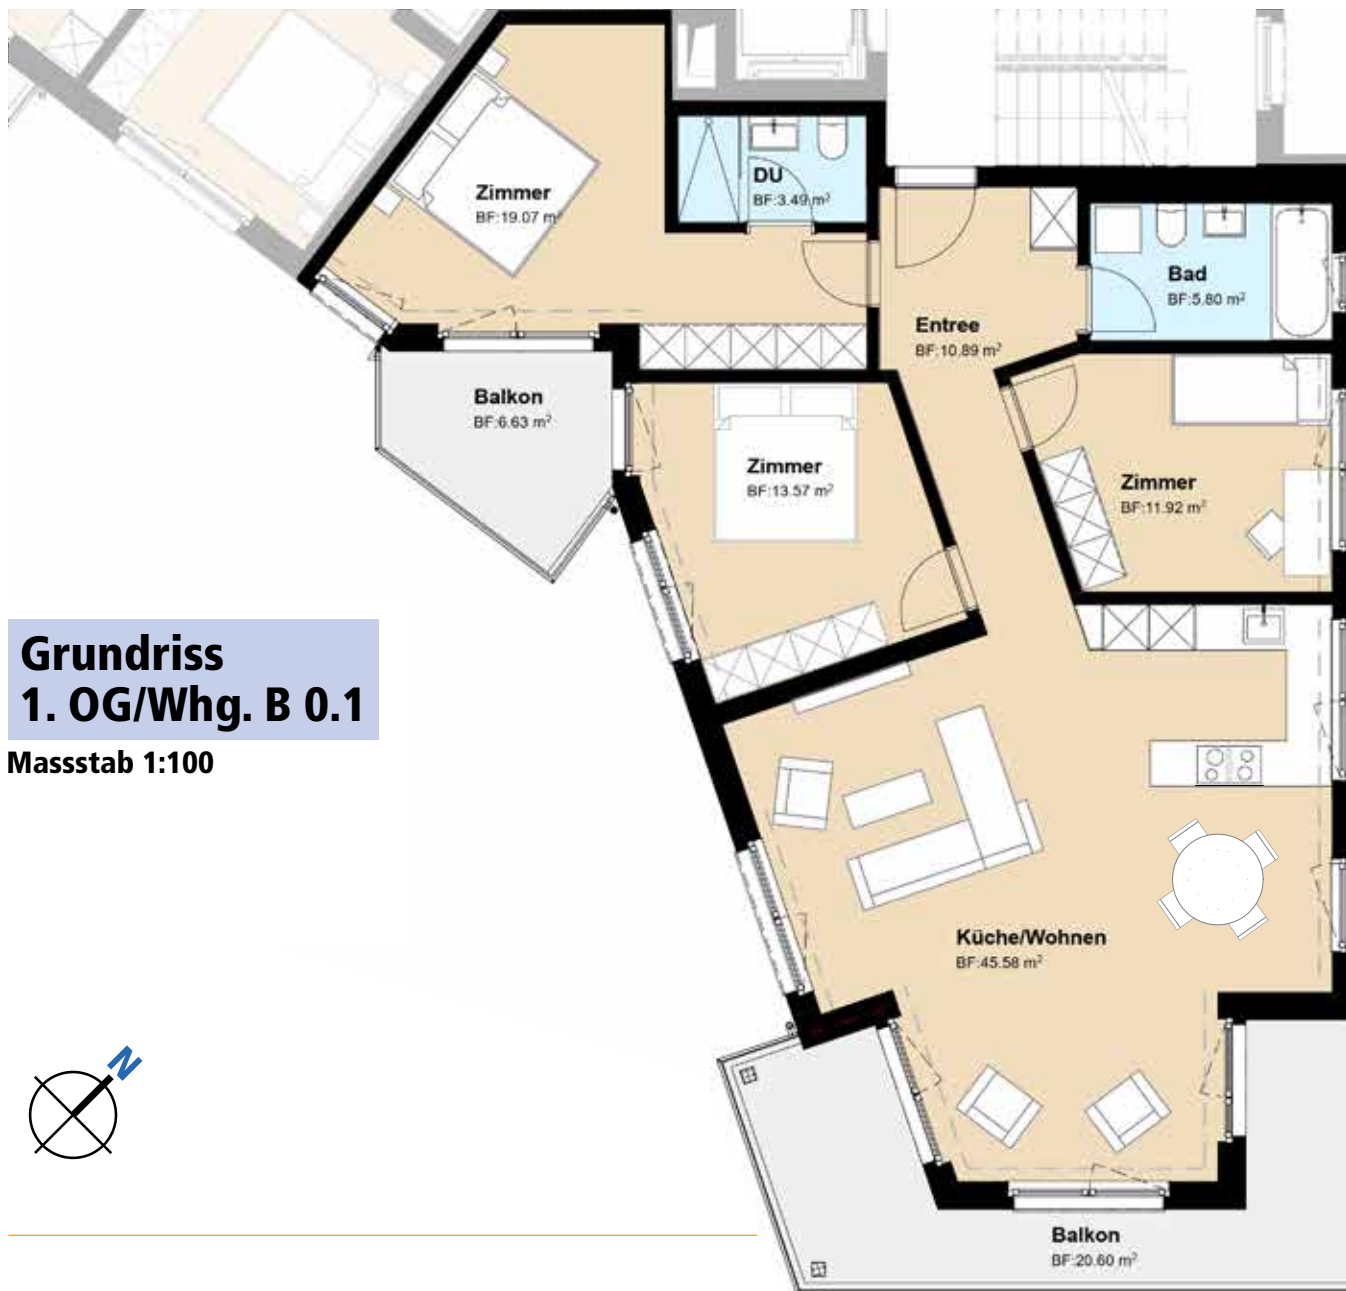 Zimmer
BF:19.07 m²
DU
BF:3.49 m²
Bad
BF:5.80 m²
Entree
BF:10.89 m²
Balkon
BF:6.63 m²
Zimmer
BF:13.57 m²
Zimmer
BF:11.92 m²
Grundriss
1. OG/Whg. B 0.1
Massstab 1:100
Küche/Wohnen
BF:45.58 m²
N
Balkon
BF:20.60 m²